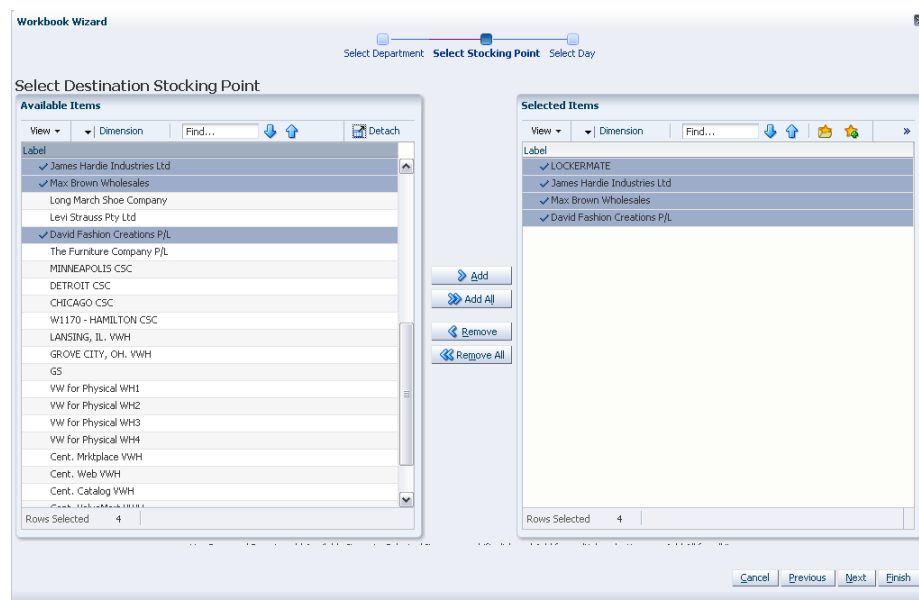 Workbook Wizard
Select Department Select Stocking Point Select Day
Select Destination Stocking Point
Available Items
View Dimension Find... Detach
Label
James Hardie Industries Ltd
Max Brown Wholesales
Long March Shoe Company
Levi Strauss Pty Ltd
David Fashion Creations P/L
The Furniture Company P/L
MINNEAPOLIS CSC
DETROIT CSC
CHICAGO CSC
W1170 - HAMILTON CSC
LANSING, IL. VWH
GROVE CITY, OH. VWH
GS
VW for Physical WH1
VW for Physical WH2
VW for Physical WH3
VW for Physical WH4
Cent. Mrktplace VWH
Cent. Web VWH
Cent. Catalog VWH
Rows Selected 4
Add
Add All
Remove
Remove All
Selected Items
View Dimension Find... »
Label
LOCKERMATE
James Hardie Industries Ltd
Max Brown Wholesales
David Fashion Creations P/L
Rows Selected 4
Cancel Previous Next Finish